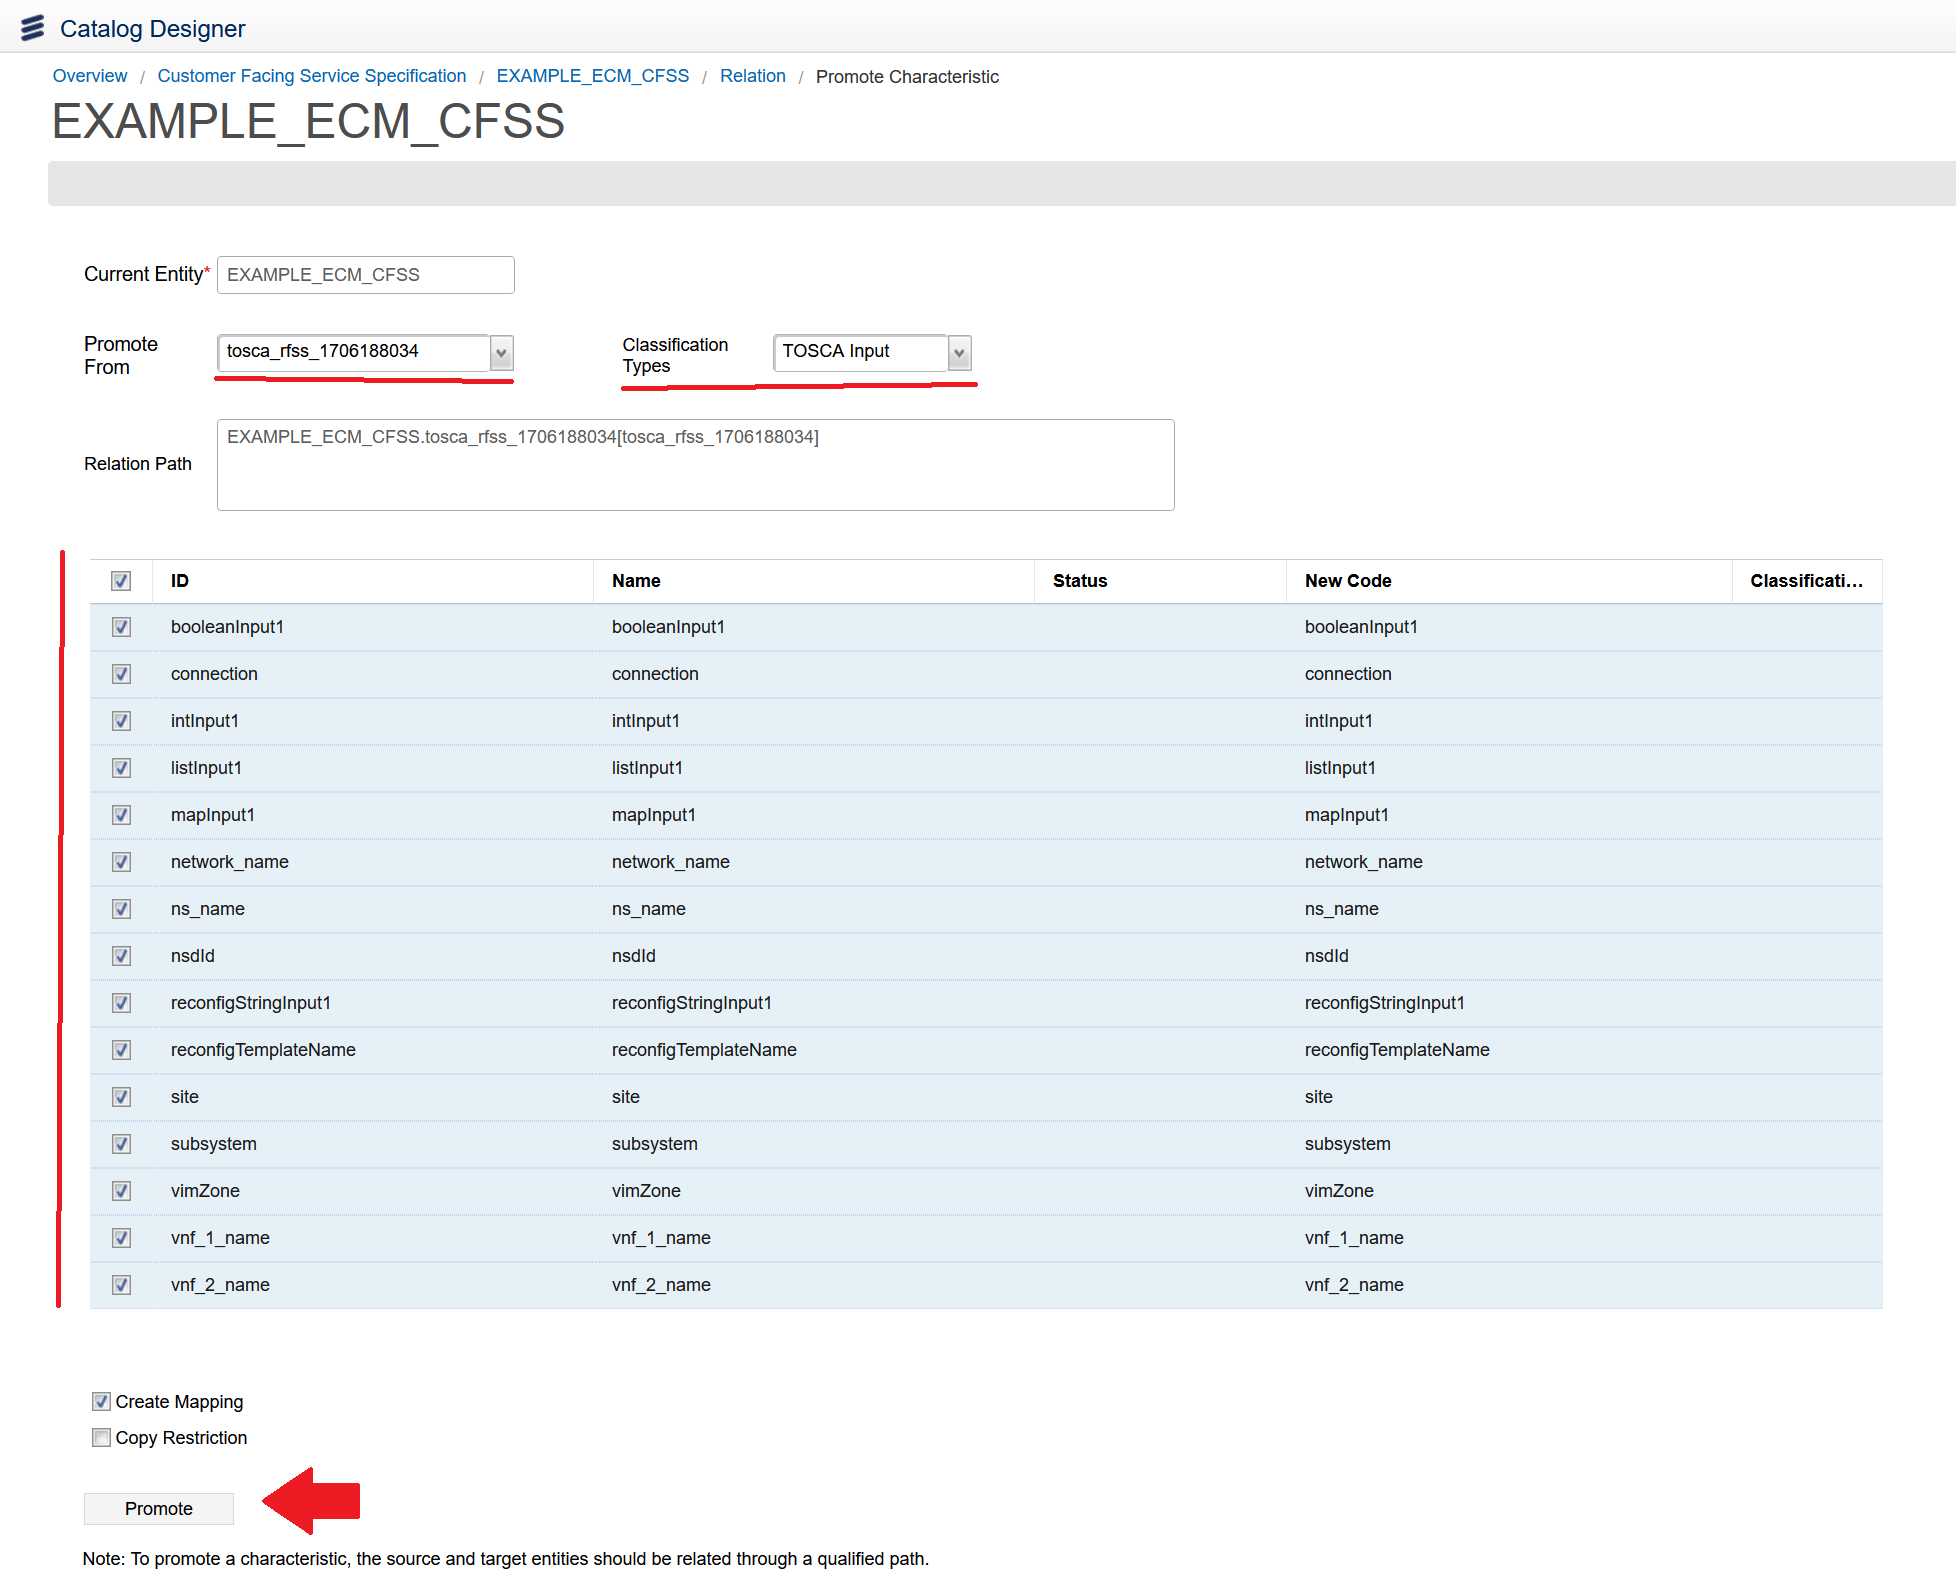 Catalog Designer
Overview / Customer Facing Service Specification / EXAMPLE_ECM_CFSS / Relation / Promote Characteristic
EXAMPLE_ECM_CFSS
Current Entity* EXAMPLE_ECM_CFSS
Promote From tosca_rfss_1706188034 Classification Types TOSCA Input
Relation Path EXAMPLE_ECM_CFSS.tosca_rfss_1706188034[tosca_rfss_1706188034]
ID Name Status New Code Classificati...
booleanInput1 booleanInput1 booleanInput1
connection connection connection
intInput1 intInput1 intInput1
listInput1 listInput1 listInput1
mapInput1 mapInput1 mapInput1
network_name network_name network_name
ns_name ns_name ns_name
nsdId nsdId nsdId
reconfigStringInput1 reconfigStringInput1 reconfigStringInput1
reconfigTemplateName reconfigTemplateName reconfigTemplateName
site site site
subsystem subsystem subsystem
vimZone vimZone vimZone
vnf_1_name vnf_1_name vnf_1_name
vnf_2_name vnf_2_name vnf_2_name
Create Mapping
Copy Restriction
Promote
Note: To promote a characteristic, the source and target entities should be related through a qualified path.